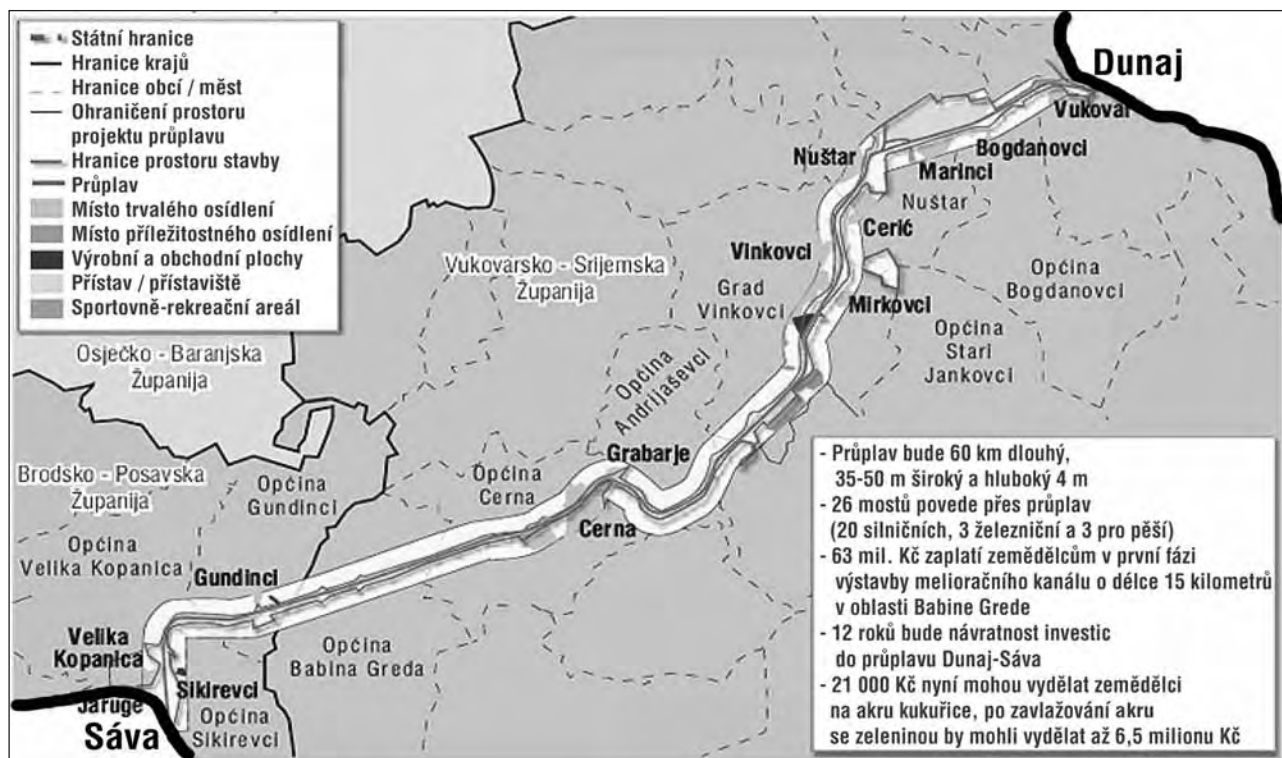 Státní hranice
Hranice krajů
Hranice obcí / měst
Ohraničení prostoru
projektu průplavu
Hranice prostoru stavby
Průplav
Místo trvalého osídlení
Místo příležitostného osídlení
Výrobní a obchodní plochy
Přístav / přístaviště
Sportovně-rekreační areál
Dunaj
Vukovar
Bogdanovci
Marinci
Nuštar
Nuštar
Cerić
Vinkovci
Vukovarsko - Srijemska
Županija
Grad
Vinkovci
Mirkovci
Općina
Bogdanovci
Općina
Stari
Jankovci
Osječko - Baranjska
Županija
Općina
Andrijaševci
Grabarje
Općina
Cerna
Cerna
Brodsko - Posavska
Županija
Općina
Gundinci
Općina
Velika Kopanica
Gundinci
Velika
Kopanica
Općina
Babina Greda
Sikirevci
Jaruge
Općina
Sikirevci
Sáva
- Průplav bude 60 km dlouhý,
35-50 m široký a hluboký 4 m
- 26 mostů povede přes průplav
(20 silničních, 3 železniční a 3 pro pěší)
- 63 mil. Kč zaplatí zemědělcům v první fázi
výstavby melioračního kanálu o délce 15 kilometrů
v oblasti Babine Grede
- 12 roků bude návratnost investic
do průplavu Dunaj-Sáva
- 21 000 Kč nyní mohou vydělat zemědělci
na akru kukuřice, po zavlažování akru
se zeleninou by mohli vydělat až 6,5 milionu Kč